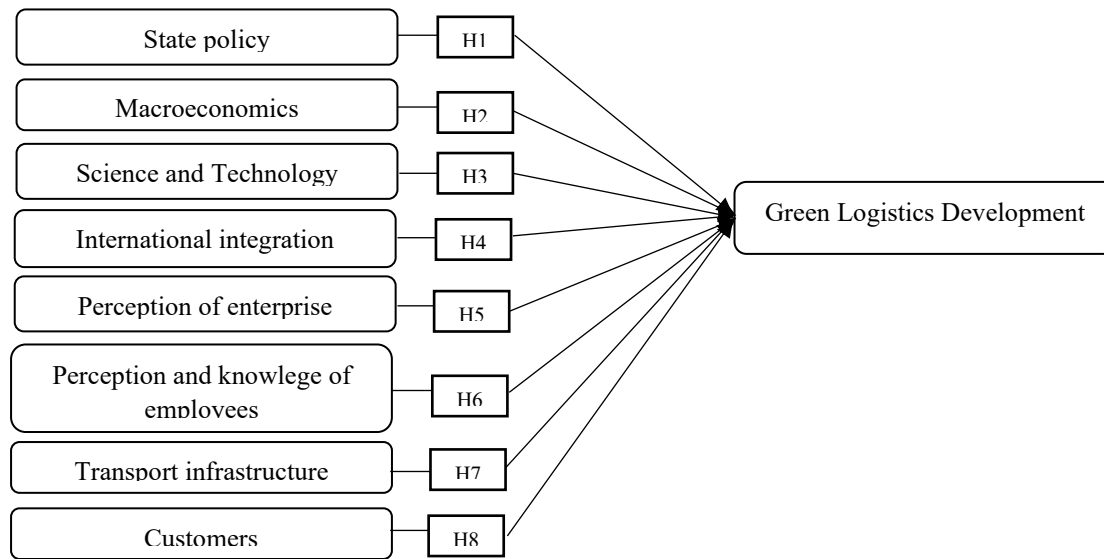 State policy
H1
Macroeconomics
H2
Science and Technology
H3
International integration
H4
Perception of enterprise
H5
Perception and knowlege of
employees
H6
Transport infrastructure
H7
Customers
H8
Green Logistics Development